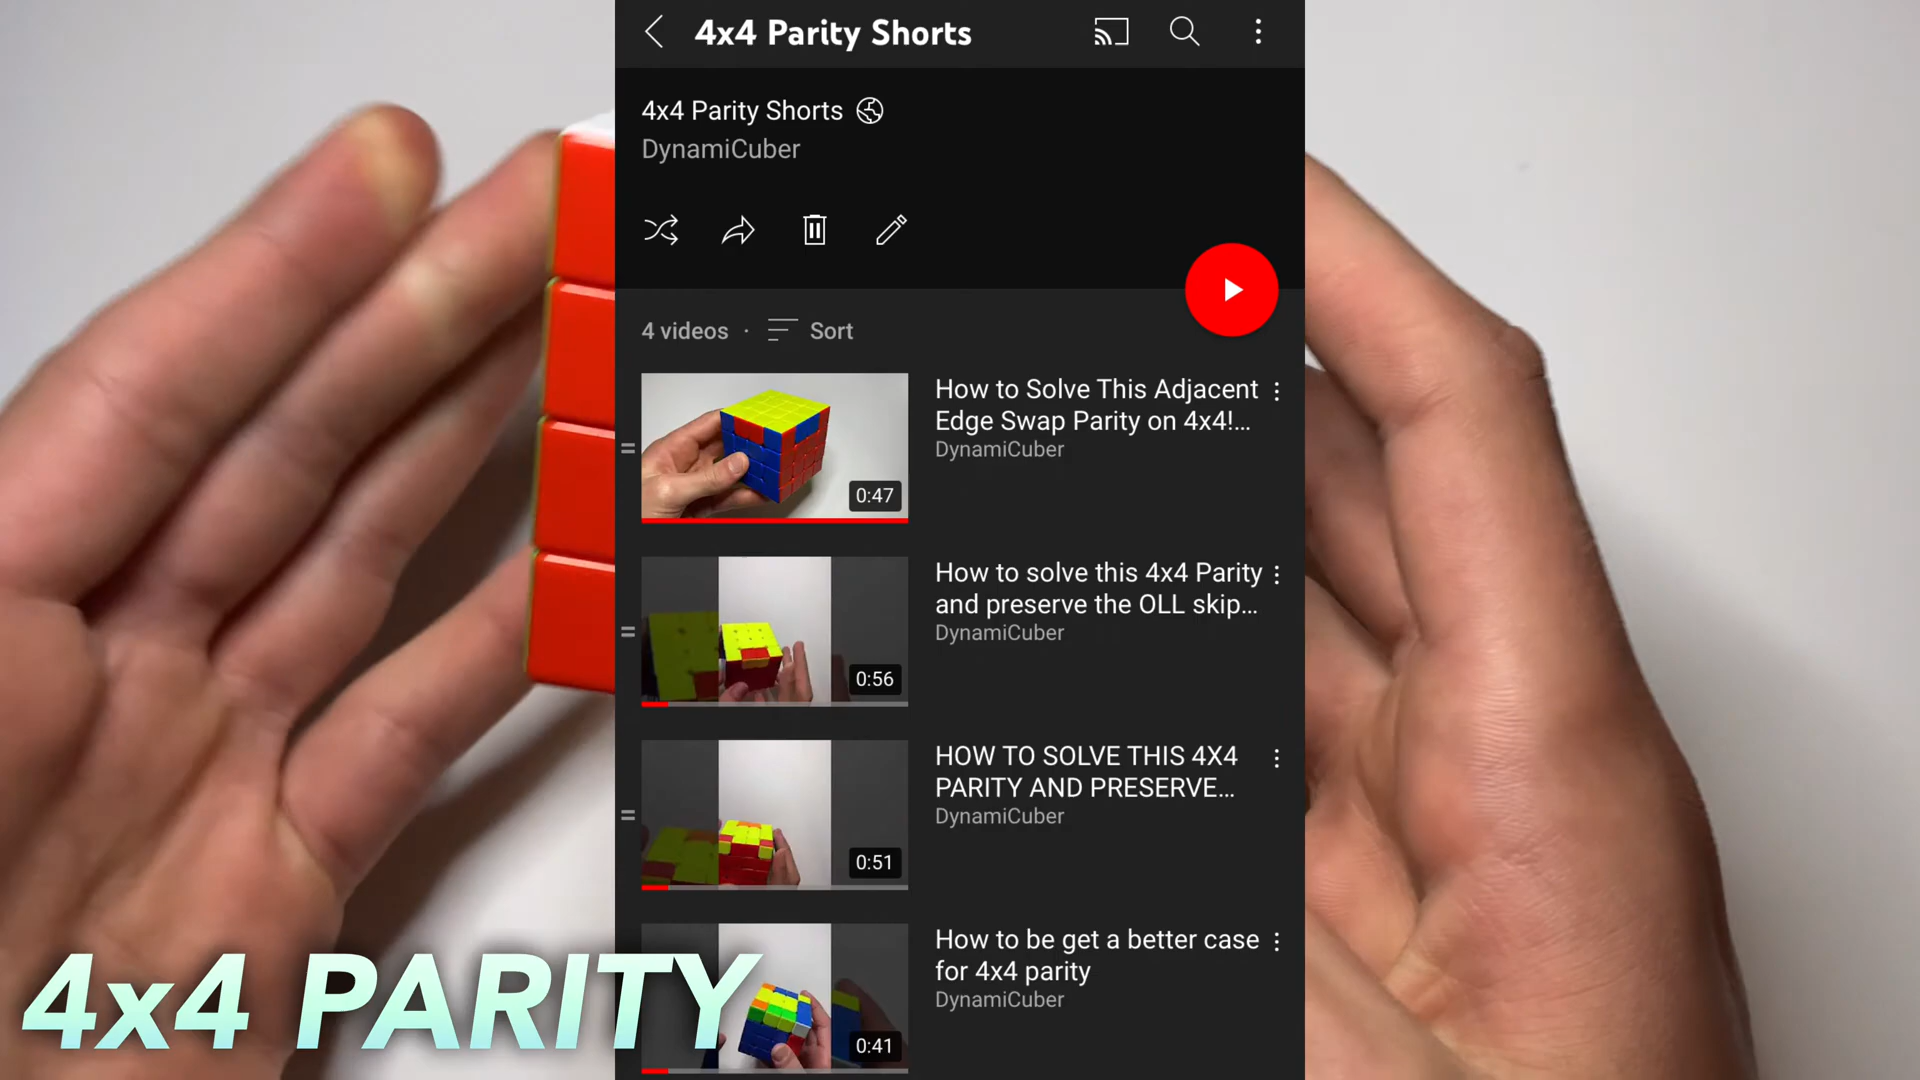 4x4 Parity Shorts
4x4 Parity Shorts
DynamiCuber
4 videos · Sort
How to Solve This Adjacent
Edge Swap Parity on 4x4!...
DynamiCuber
0:47
How to solve this 4x4 Parity
and preserve the OLL skip...
DynamiCuber
0:56
HOW TO SOLVE THIS 4X4
PARITY AND PRESERVE...
DynamiCuber
0:51
How to be get a better case
for 4x4 parity
DynamiCuber
0:41
4x4 PARITY